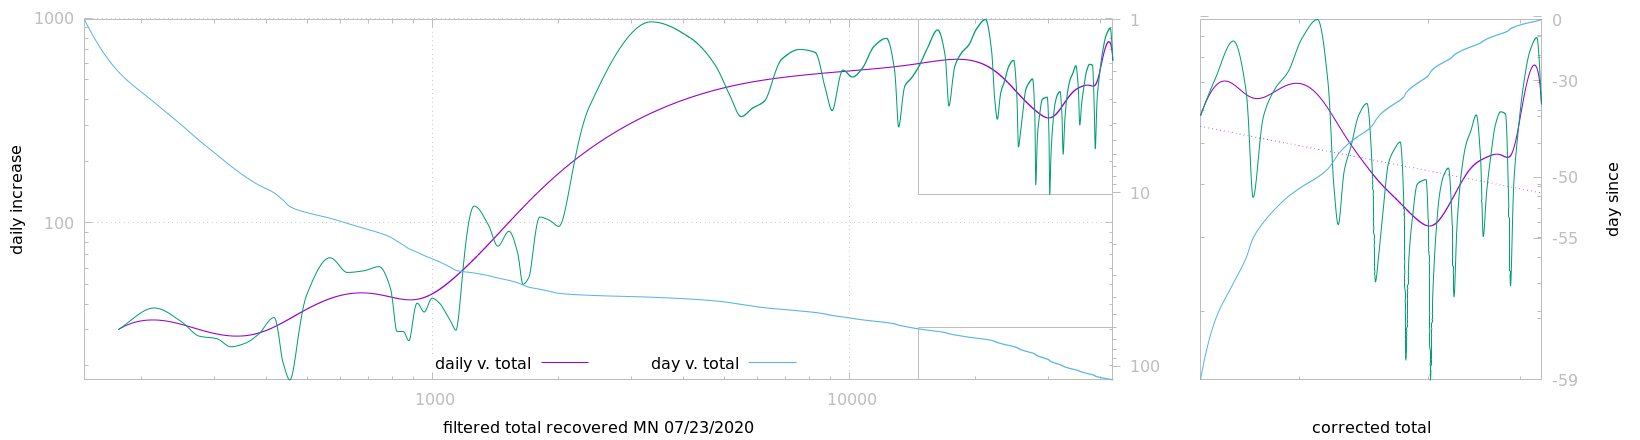 1000
100
daily increase
1000
10000
filtered total recovered MN 07/23/2020
daily v. total
day v. total
1
10
100
0
-30
-50
-55
-59
day since
corrected total